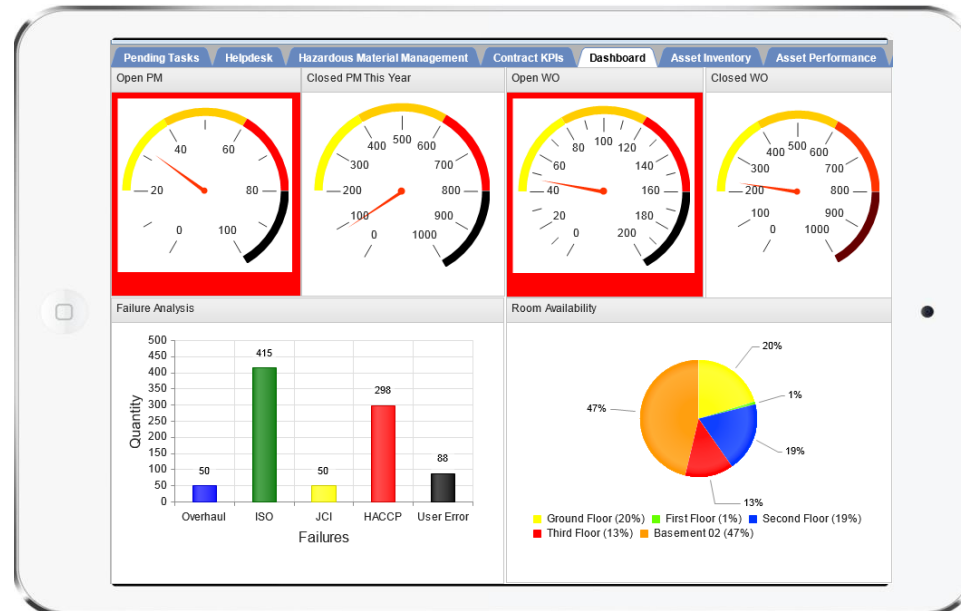 Pending Tasks Helpdesk Hazardous Material Management Contract KPIs Dashboard Asset Inventory Asset Performance
Open PM Closed PM This Year Open WO Closed WO
0 20 40 60 80 100
0 100 200 300 400 500 600 700 800 900 1000
0 20 40 60 80 100 120 140 160 180 200
0 100 200 300 400 500 600 700 800 900 1000
Failure Analysis
500
450
400
350
300
250
200
150
100
50
0
Quantity
50 415 50 298 88
Overhaul ISO JCI HACCP User Error
Failures
Room Availability
20%
1%
47%
19%
13%
Ground Floor (20%) First Floor (1%) Second Floor (19%)
Third Floor (13%) Basement 02 (47%)